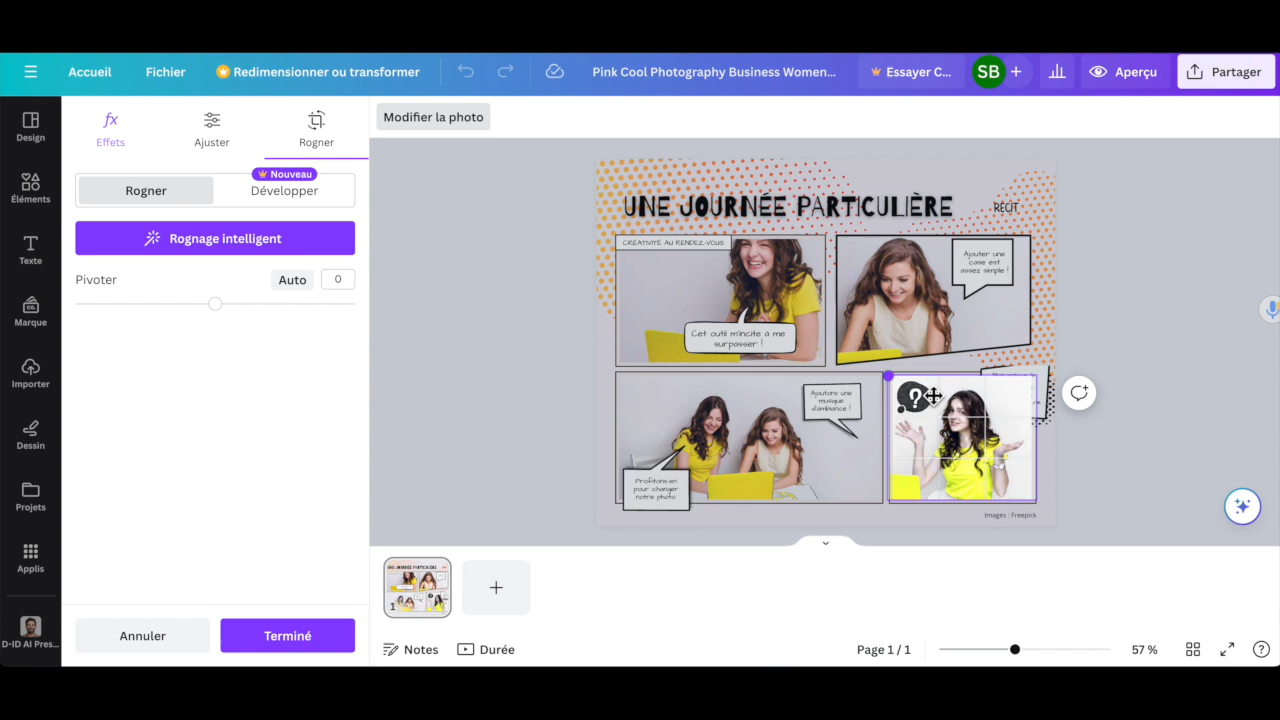 Accueil
Fichier
Redimensionner ou transformer
Pink Cool Photography Business Women...
Essayer C...
SB
Aperçu
Partager
Design
Éléments
Texte
Marque
Importer
Dessin
Projets
Applis
D-ID AI Pres...
fx
Effets
Ajuster
Rogner
Nouveau
Rogner
Développer
Rognage intelligent
Pivoter
Auto
0
Annuler
Terminé
Modifier la photo
UNE JOURNÉE PARTICULIÈRE
RÉCIT
CRÉATIVITÉ AU RENDEZ-VOUS
Cet outil m'incite à me
surpasser !
Ajouter une
case est
assez simple !
Ajoutons une
musique
d'ambiance !
Profitons-en
pour changer
notre photo
?
Images : Freepick
1
Notes
Durée
Page 1 / 1
57 %